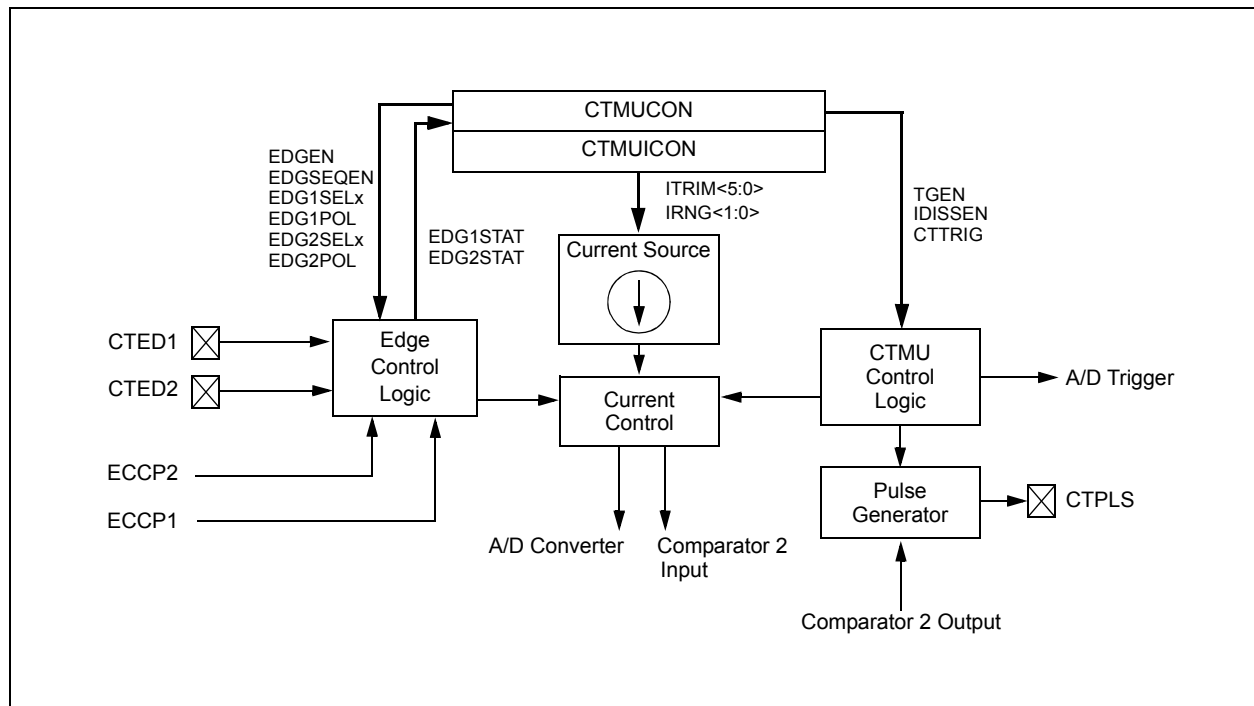 CTMUCON
CTMUICON
EDGEN
EDGSEQEN
EDG1SELx
EDG1POL
EDG2SELx
EDG2POL
EDG1STAT
EDG2STAT
ITRIM<5:0>
IRNG<1:0>
TGEN
IDISSEN
CTTRIG
Current Source
CTED1
CTED2
Edge
Control
Logic
Current
Control
CTMU
Control
Logic
A/D Trigger
ECCP2
ECCP1
Pulse
Generator
CTPLS
A/D Converter
Comparator 2
Input
Comparator 2 Output